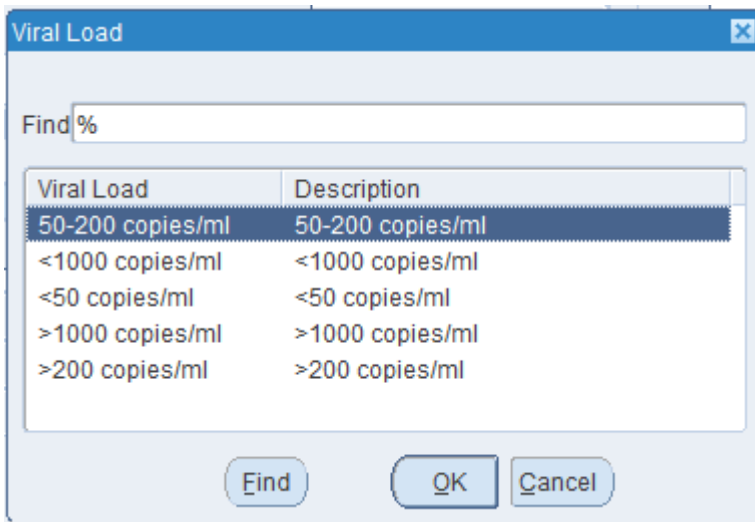 Viral Load
Find %
Viral Load Description
50-200 copies/ml 50-200 copies/ml
<1000 copies/ml <1000 copies/ml
<50 copies/ml <50 copies/ml
>1000 copies/ml >1000 copies/ml
>200 copies/ml >200 copies/ml
Find OK Cancel